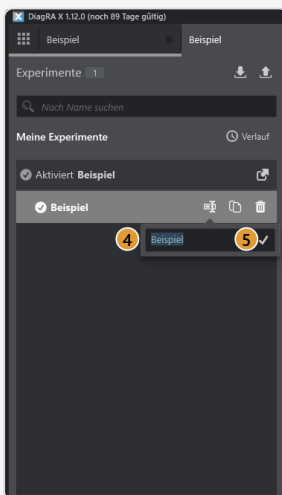 DiagRA X 1.12.0 (noch 89 Tage gültig)
Beispiel Beispiel
Experimente 1
Nach Name suchen
Meine Experimente Verlauf
Aktiviert Beispiel
Beispiel
4 Beispiel 5